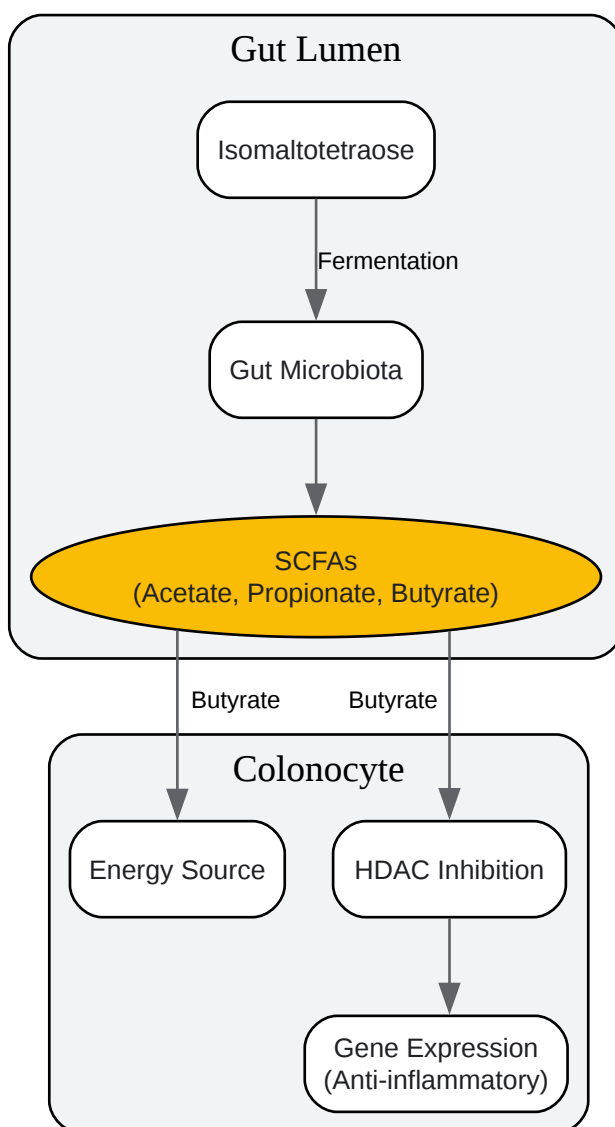 Gut Lumen
Isomaltotetraose
Fermentation
Gut Microbiota
SCFAs
(Acetate, Propionate, Butyrate)
Butyrate
Butyrate
Colonocyte
Energy Source
HDAC Inhibition
Gene Expression
(Anti-inflammatory)